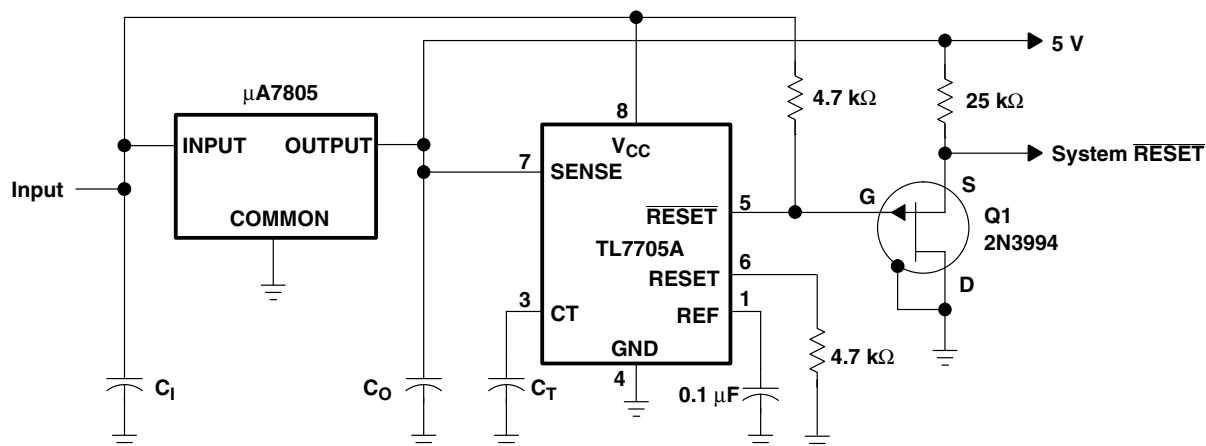 5 V
μA7805
4.7 kΩ
25 kΩ
8
INPUT
OUTPUT
VCC
7
SENSE
System RESET
Input
COMMON
RESET
5
G
S
Q1
2N3994
TL7705A
RESET
6
D
3
CT
REF
1
GND
4
4.7 kΩ
CI
CO
CT
0.1 μF